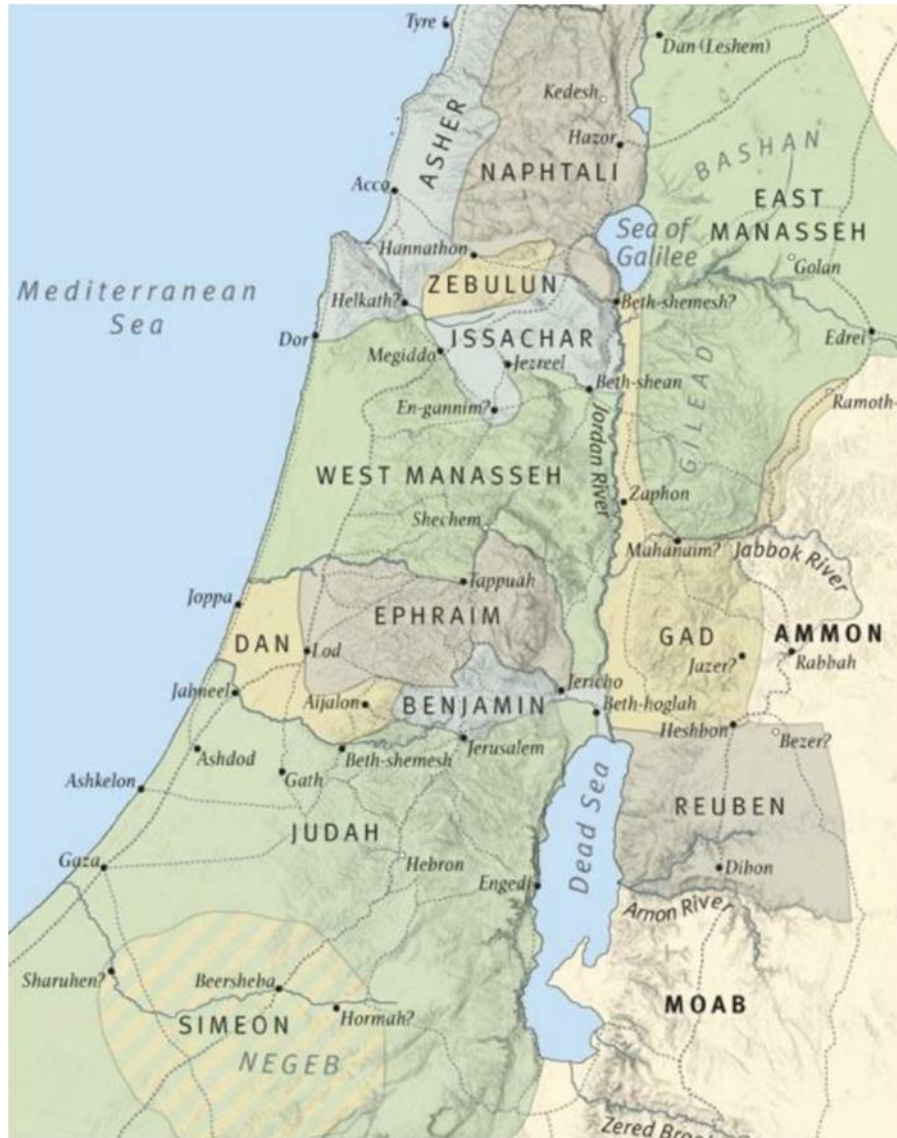 Tyre
Dan (Leshem)
Kedesh
Hazor
ASHER
NAPHTALI
BASHAN
Acco
EAST
MANASSEH
Sea of
Galilee
Hannathon
Golan
ZEBULUN
Mediterranean
Sea
Helkath?
Beth-shemesh?
Dor
ISSACHAR
Edrei
Megiddo
Jezreel
Beth-shean
Ramoth-
En-gannim?
GILEAD
Jordan River
WEST MANASSEH
Zaphon
Shechem
Mahanaim?
Jabbok River
Tappuah
Joppa
EPHRAIM
DAN
GAD
AMMON
Lod
Jazer?
Rabbah
Jericho
Jabneel
Aijalon
BENJAMIN
Beth-hoglah
Heshbon
Bezer?
Jerusalem
Ashdod
Beth-shemesh
Gath
Ashkelon
REUBEN
JUDAH
Dead Sea
Gaza
Hebron
Dibon
Engedi
Arnon River
Sharuhen?
Beersheba
MOAB
SIMEON
Hormah?
NEGEB
Zered